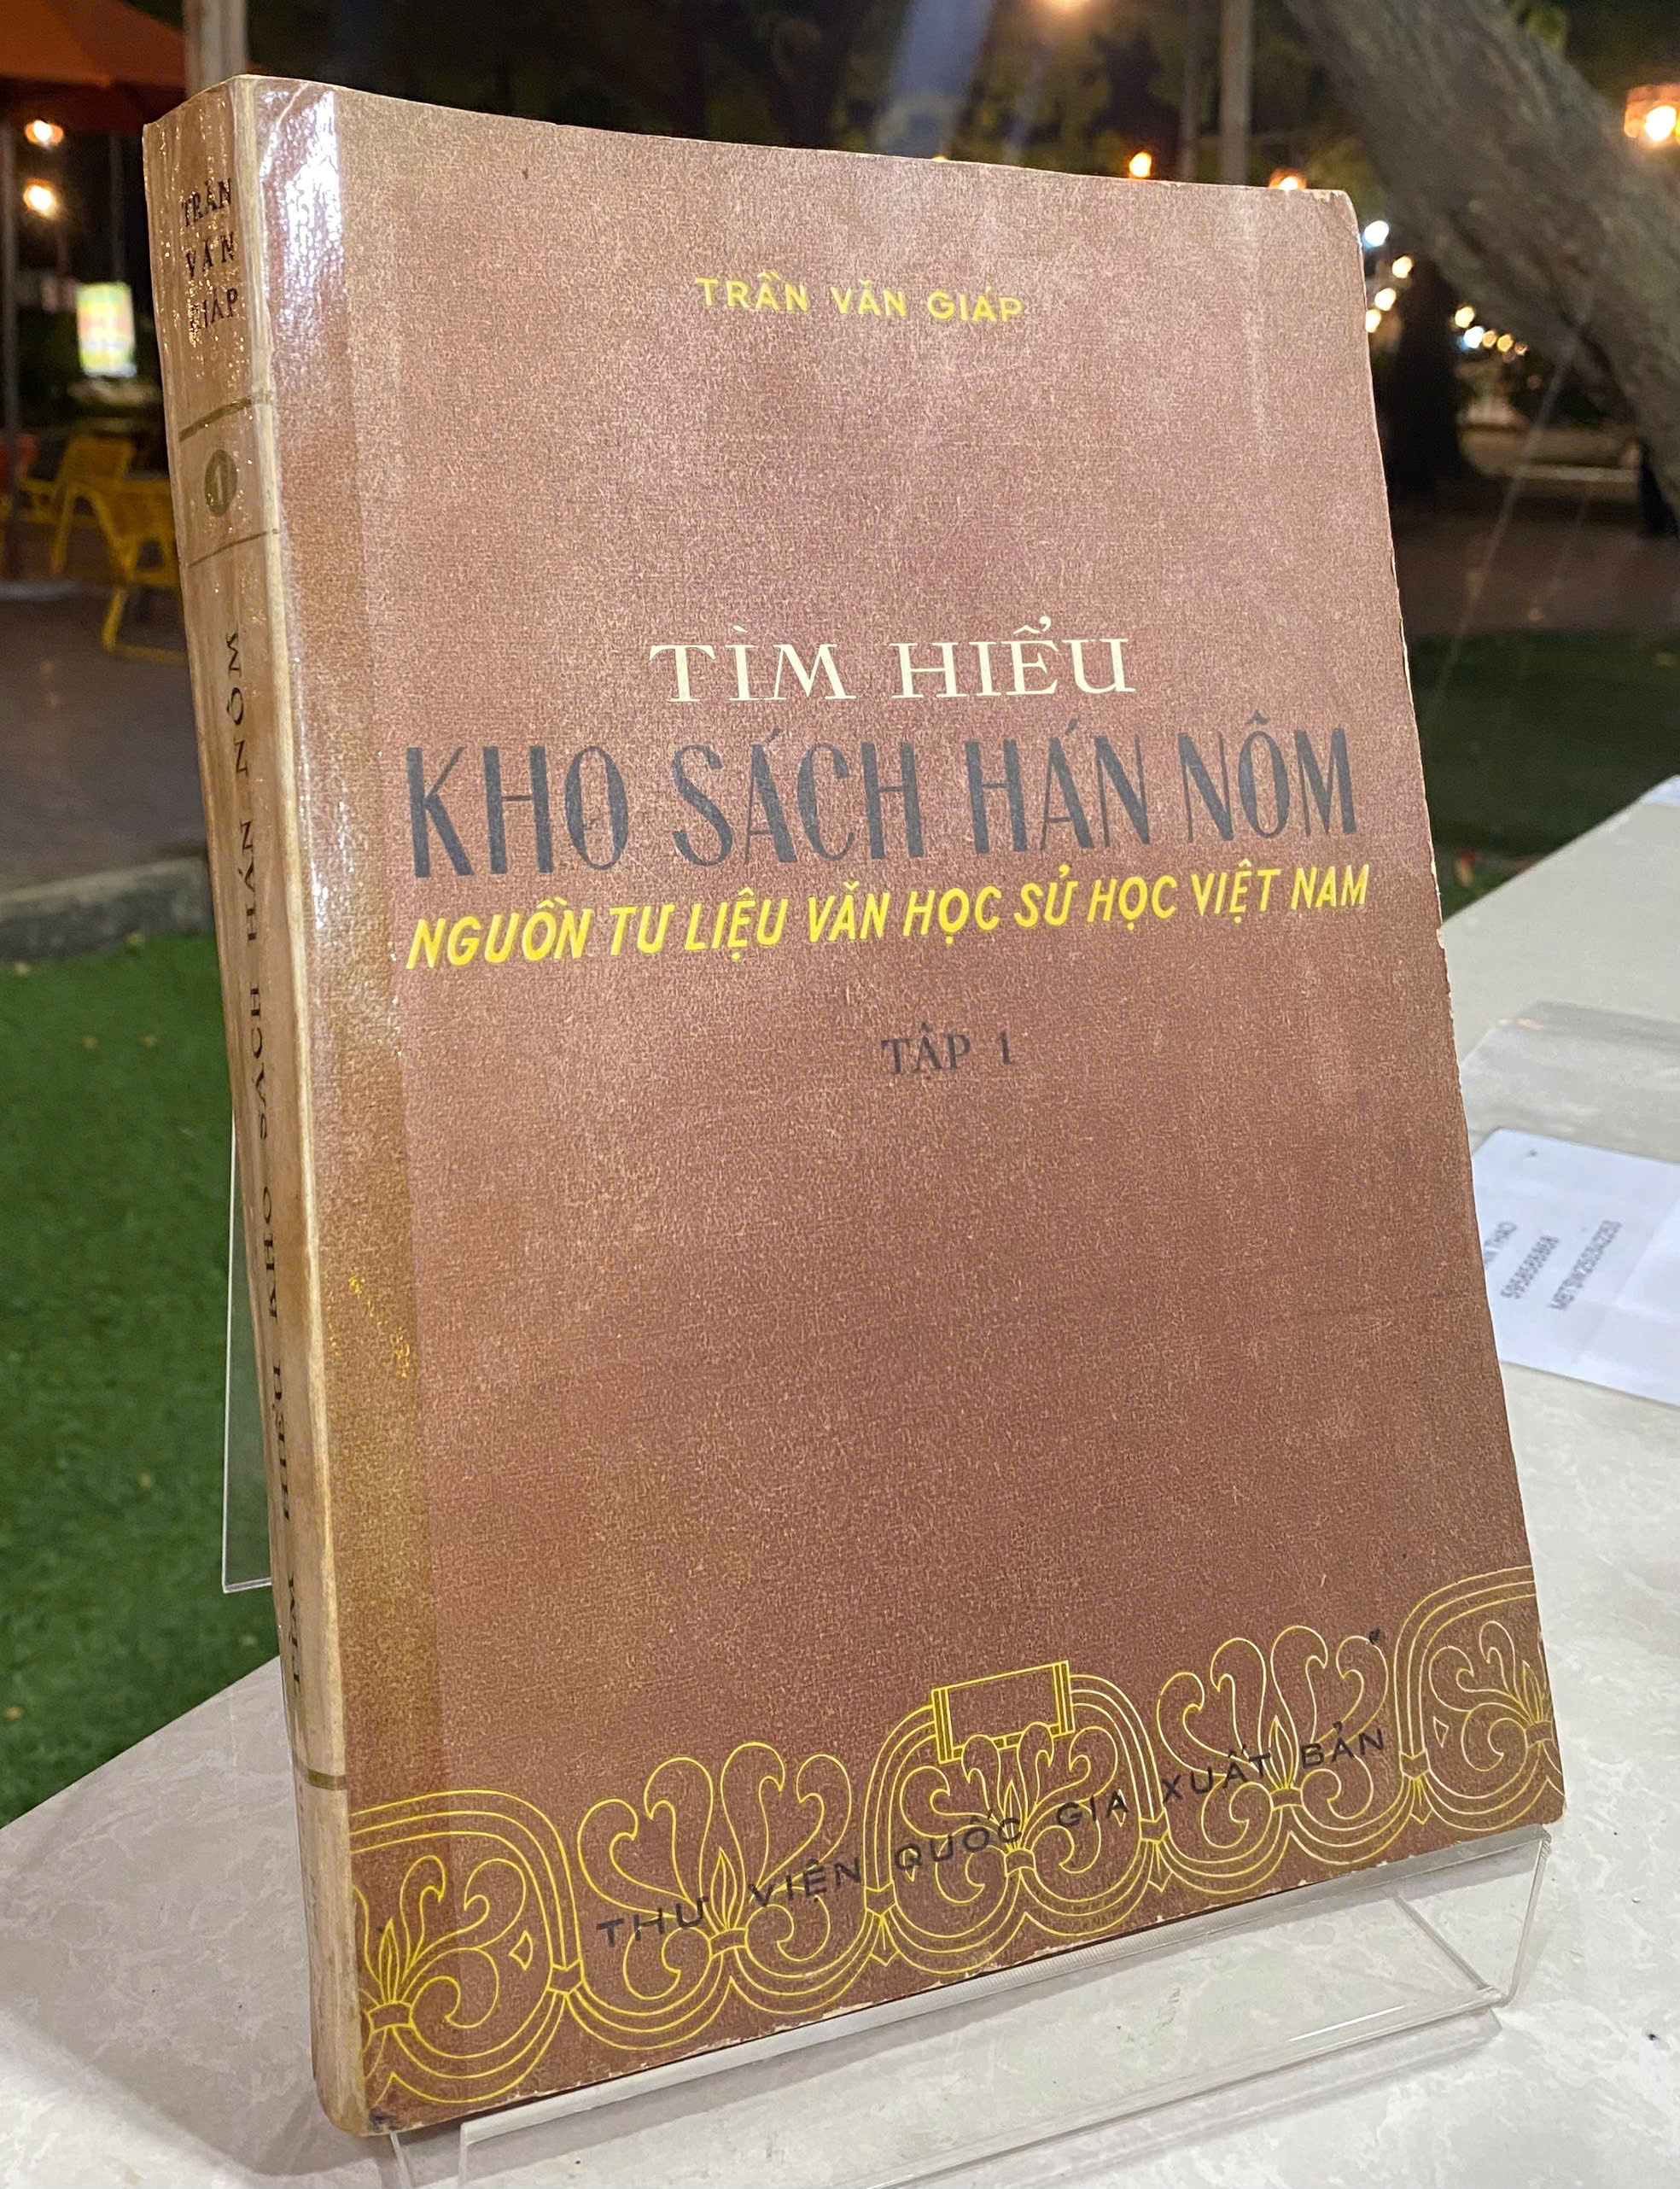 TRẦN VĂN GIÁP
TÌM HIỂU
KHO SÁCH HÁN NÔM
NGUỒN TƯ LIỆU VĂN HỌC SỬ HỌC VIỆT NAM
TẬP 1
THƯ VIỆN QUỐC GIA XUẤT BẢN
TRẦN
VĂN
GIÁP
1
TÌM HIỂU KHO SÁCH HÁN NÔM
THAO